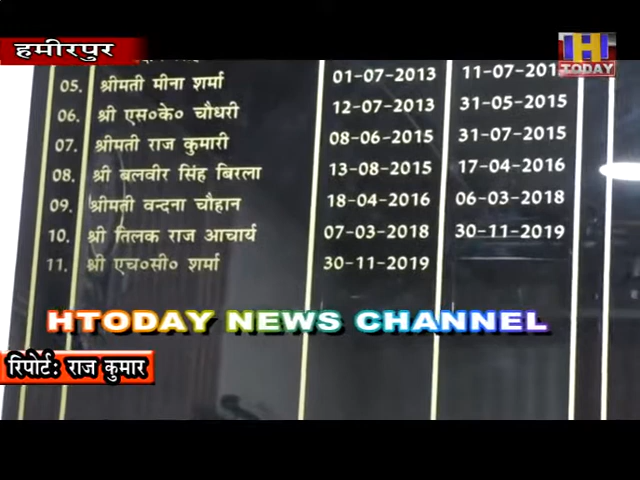 हमीरपुर
H
TODAY
05. श्रीमती मीना शर्मा 01-07-2013
06. श्री एस०के० चौधरी 12-07-2013 31-05-2015
07. श्रीमती राज कुमारी 08-06-2015 31-07-2015
08. श्री बलवीर सिंह बिरला 13-08-2015 17-04-2016
09. श्रीमती वन्दना चौहान 18-04-2016 06-03-2018
10. श्री तिलक राज आचार्य 07-03-2018 30-11-2019
11. श्री एच०सी० शर्मा 30-11-2019
HTODAY NEWS CHANNEL
रिपोर्ट: राज कुमार